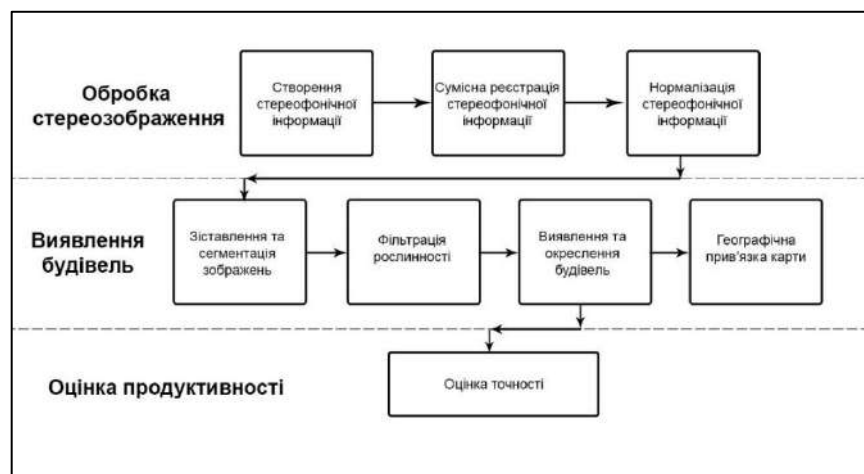 Обробка
стереозображення
Створення
стереофонічної
інформації
Сумісна реєстрація
стереофонічної
інформації
Нормалізація
стереофонічної
інформації
Виявлення
будівель
Зіставлення та
сегментація
зображень
Фільтрація
рослинності
Виявлення та
окреслення
будівель
Географічна
прив'язка карти
Оцінка продуктивності
Оцінка точності